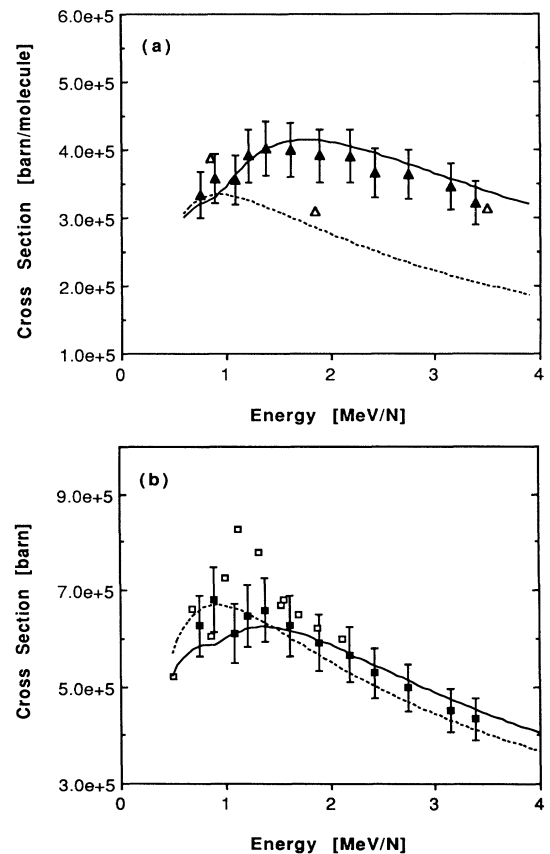 6.0e+5
(a)
5.0e+5
4.0e+5
3.0e+5
2.0e+5
1.0e+5
Cross Section [barn/molecule]
0 1 2 3 4
Energy [MeV/N]
(b)
9.0e+5
7.0e+5
5.0e+5
3.0e+5
Cross Section [barn]
0 1 2 3 4
Energy [MeV/N]